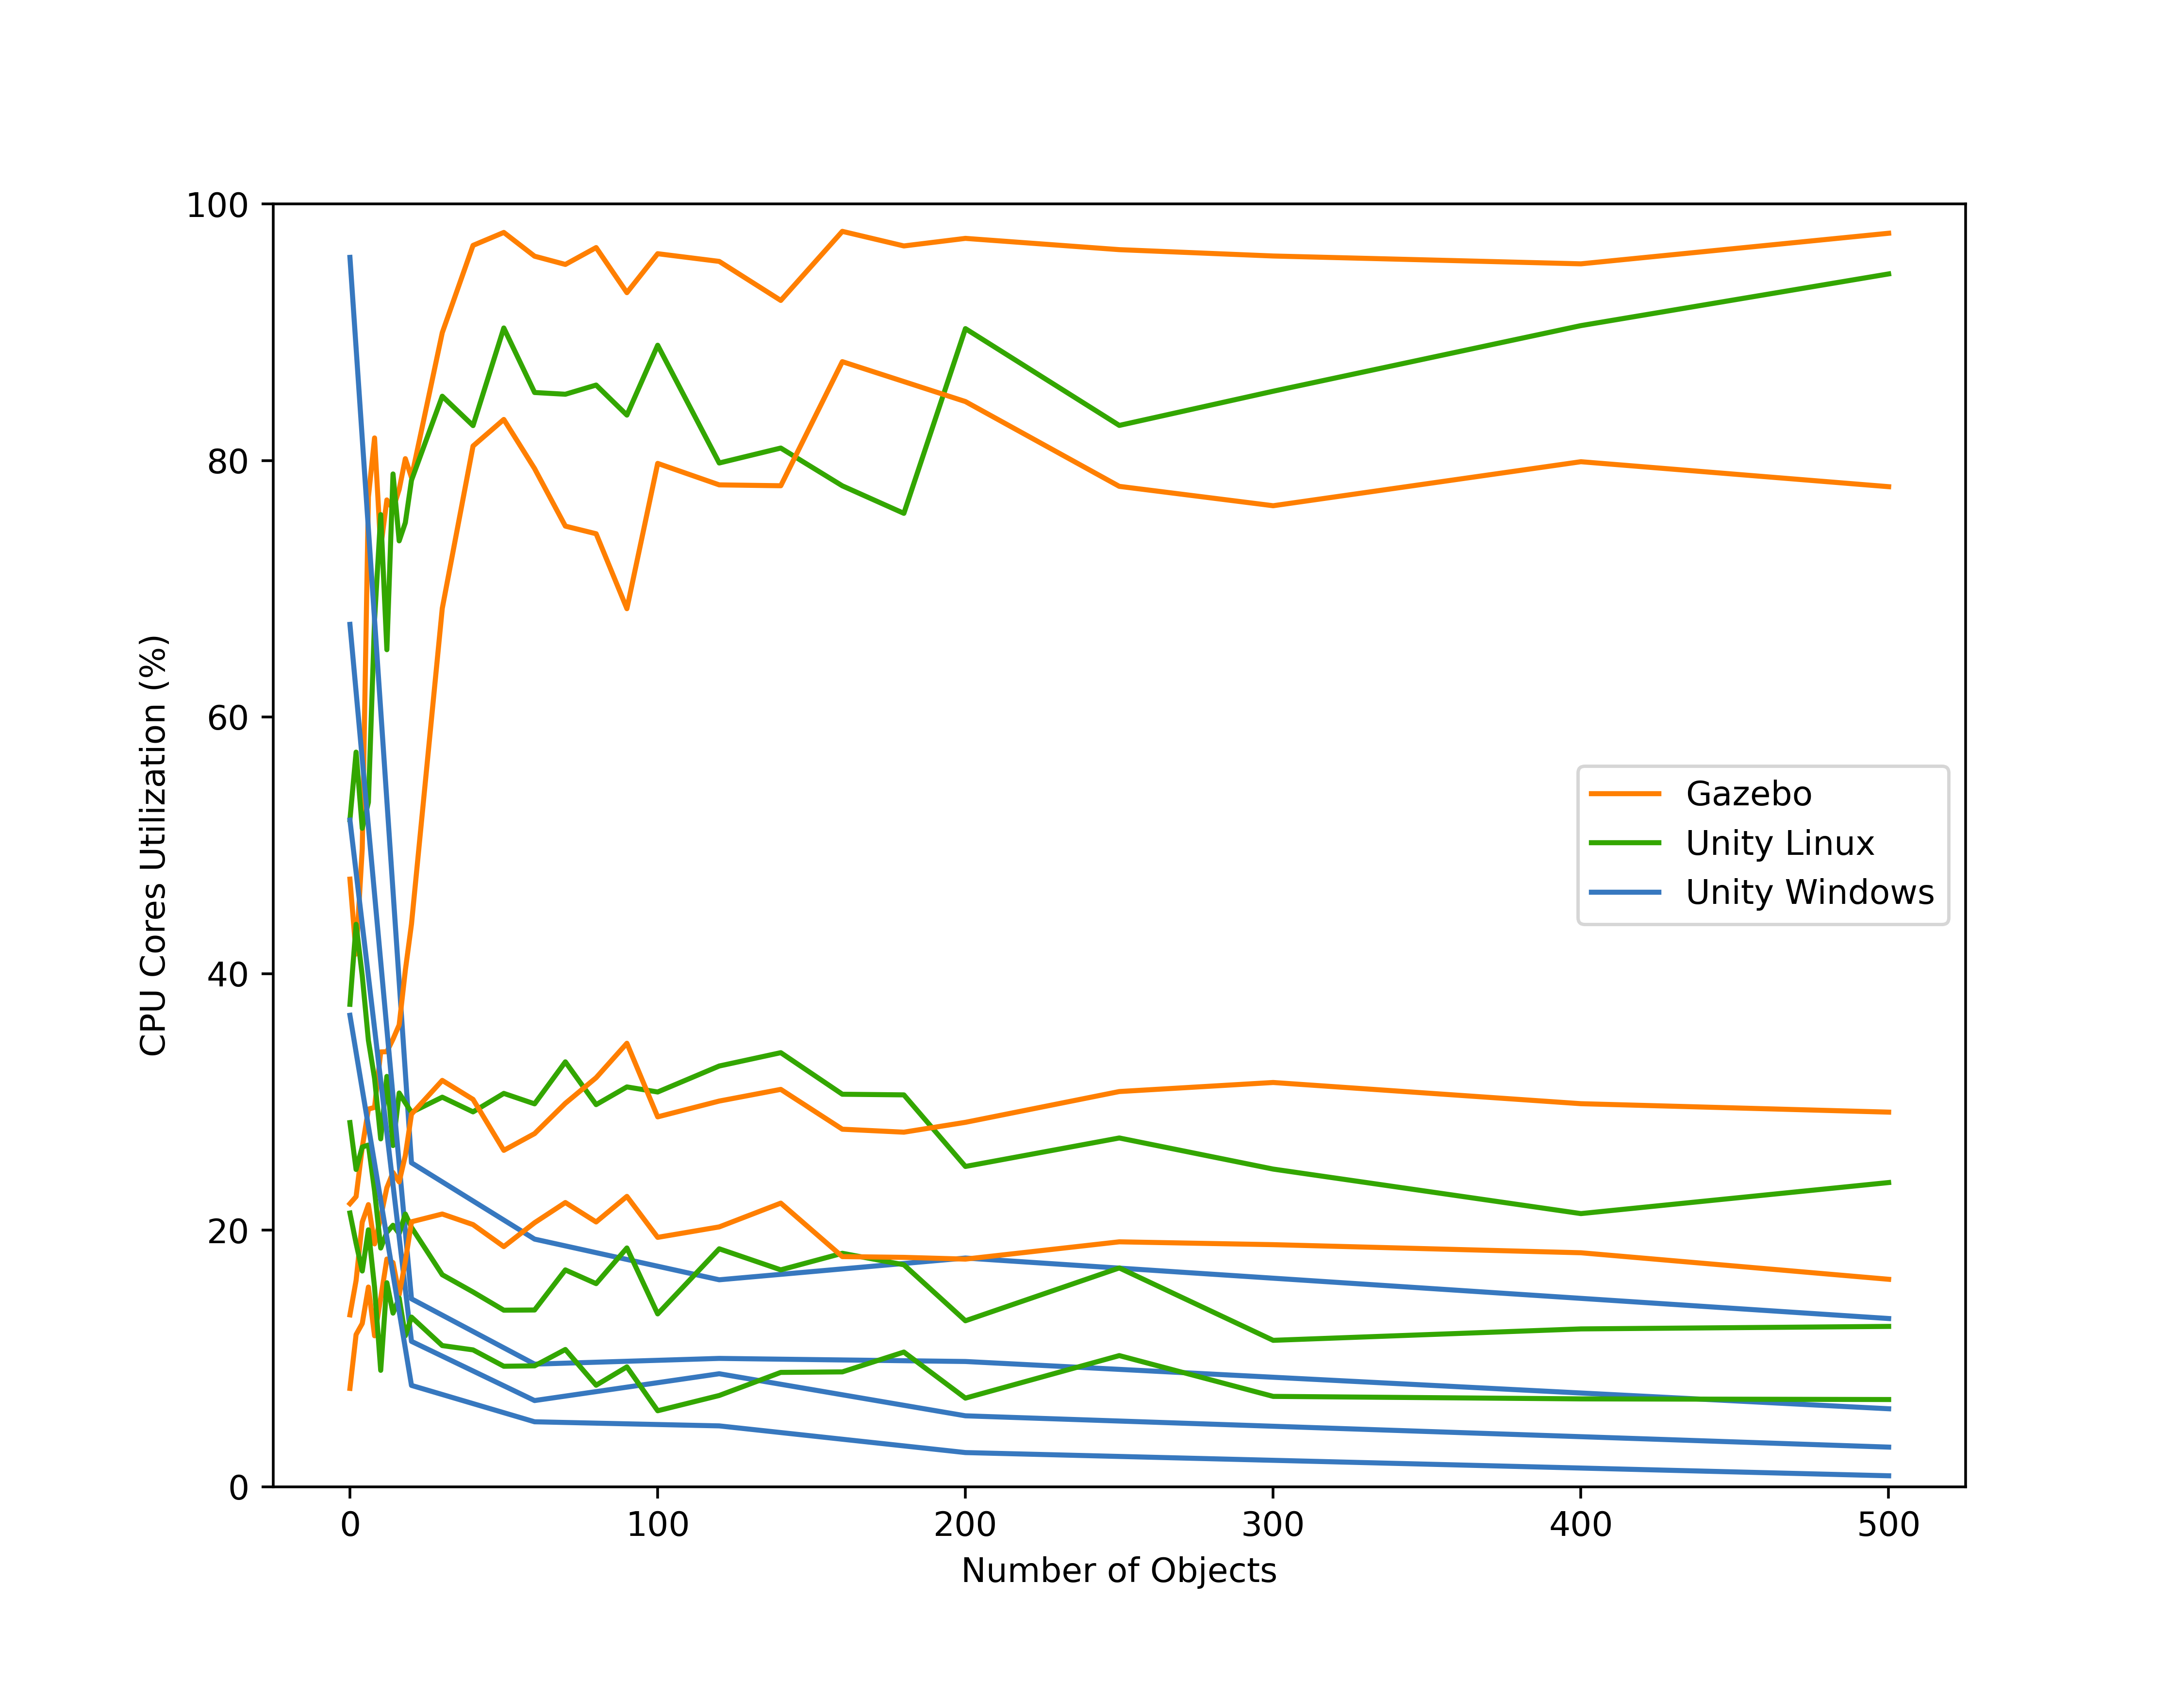 100
80
60
40
20
0
CPU Cores Utilization (%)
Gazebo
Unity Linux
Unity Windows
0 100 200 300 400 500
Number of Objects